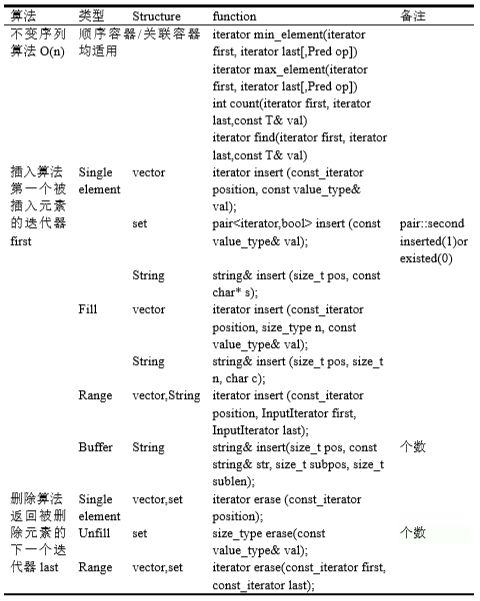 算法 类型 Structure function 备注
不变序列 顺序容器/关联容器 iterator min_element(iterator
算法 O(n) 均适用 first, iterator last[,Pred op])
iterator max_element(iterator
first, iterator last[,Pred op])
int count(iterator first, iterator
last,const T& val)
iterator find(iterator first, iterator
last,const T& val)
插入算法 Single vector iterator insert (const_iterator
第一个被 element position, const value_type&
插入元素 val);
的迭代器 set pair<iterator,bool> insert (const pair::second
first value_type& val); inserted(1)or
existed(0)
String string& insert (size_t pos, const
char* s);
Fill vector iterator insert (const_iterator
position, size_type n, const
value_type& val);
String string& insert (size_t pos, size_t
n, char c);
Range vector,String iterator insert (const_iterator
position, InputIterator first,
InputIterator last);
Buffer String string& insert(size_t pos, const 个数
string& str, size_t subpos, size_t
sublen);
删除算法 Single vector,set iterator erase (const_iterator
返回被删 element position);
除元素的 Unfill set size_type erase(const 个数
下一个迭 value_type& val);
代器 last Range vector,set iterator erase(const_iterator first,
const_iterator last);